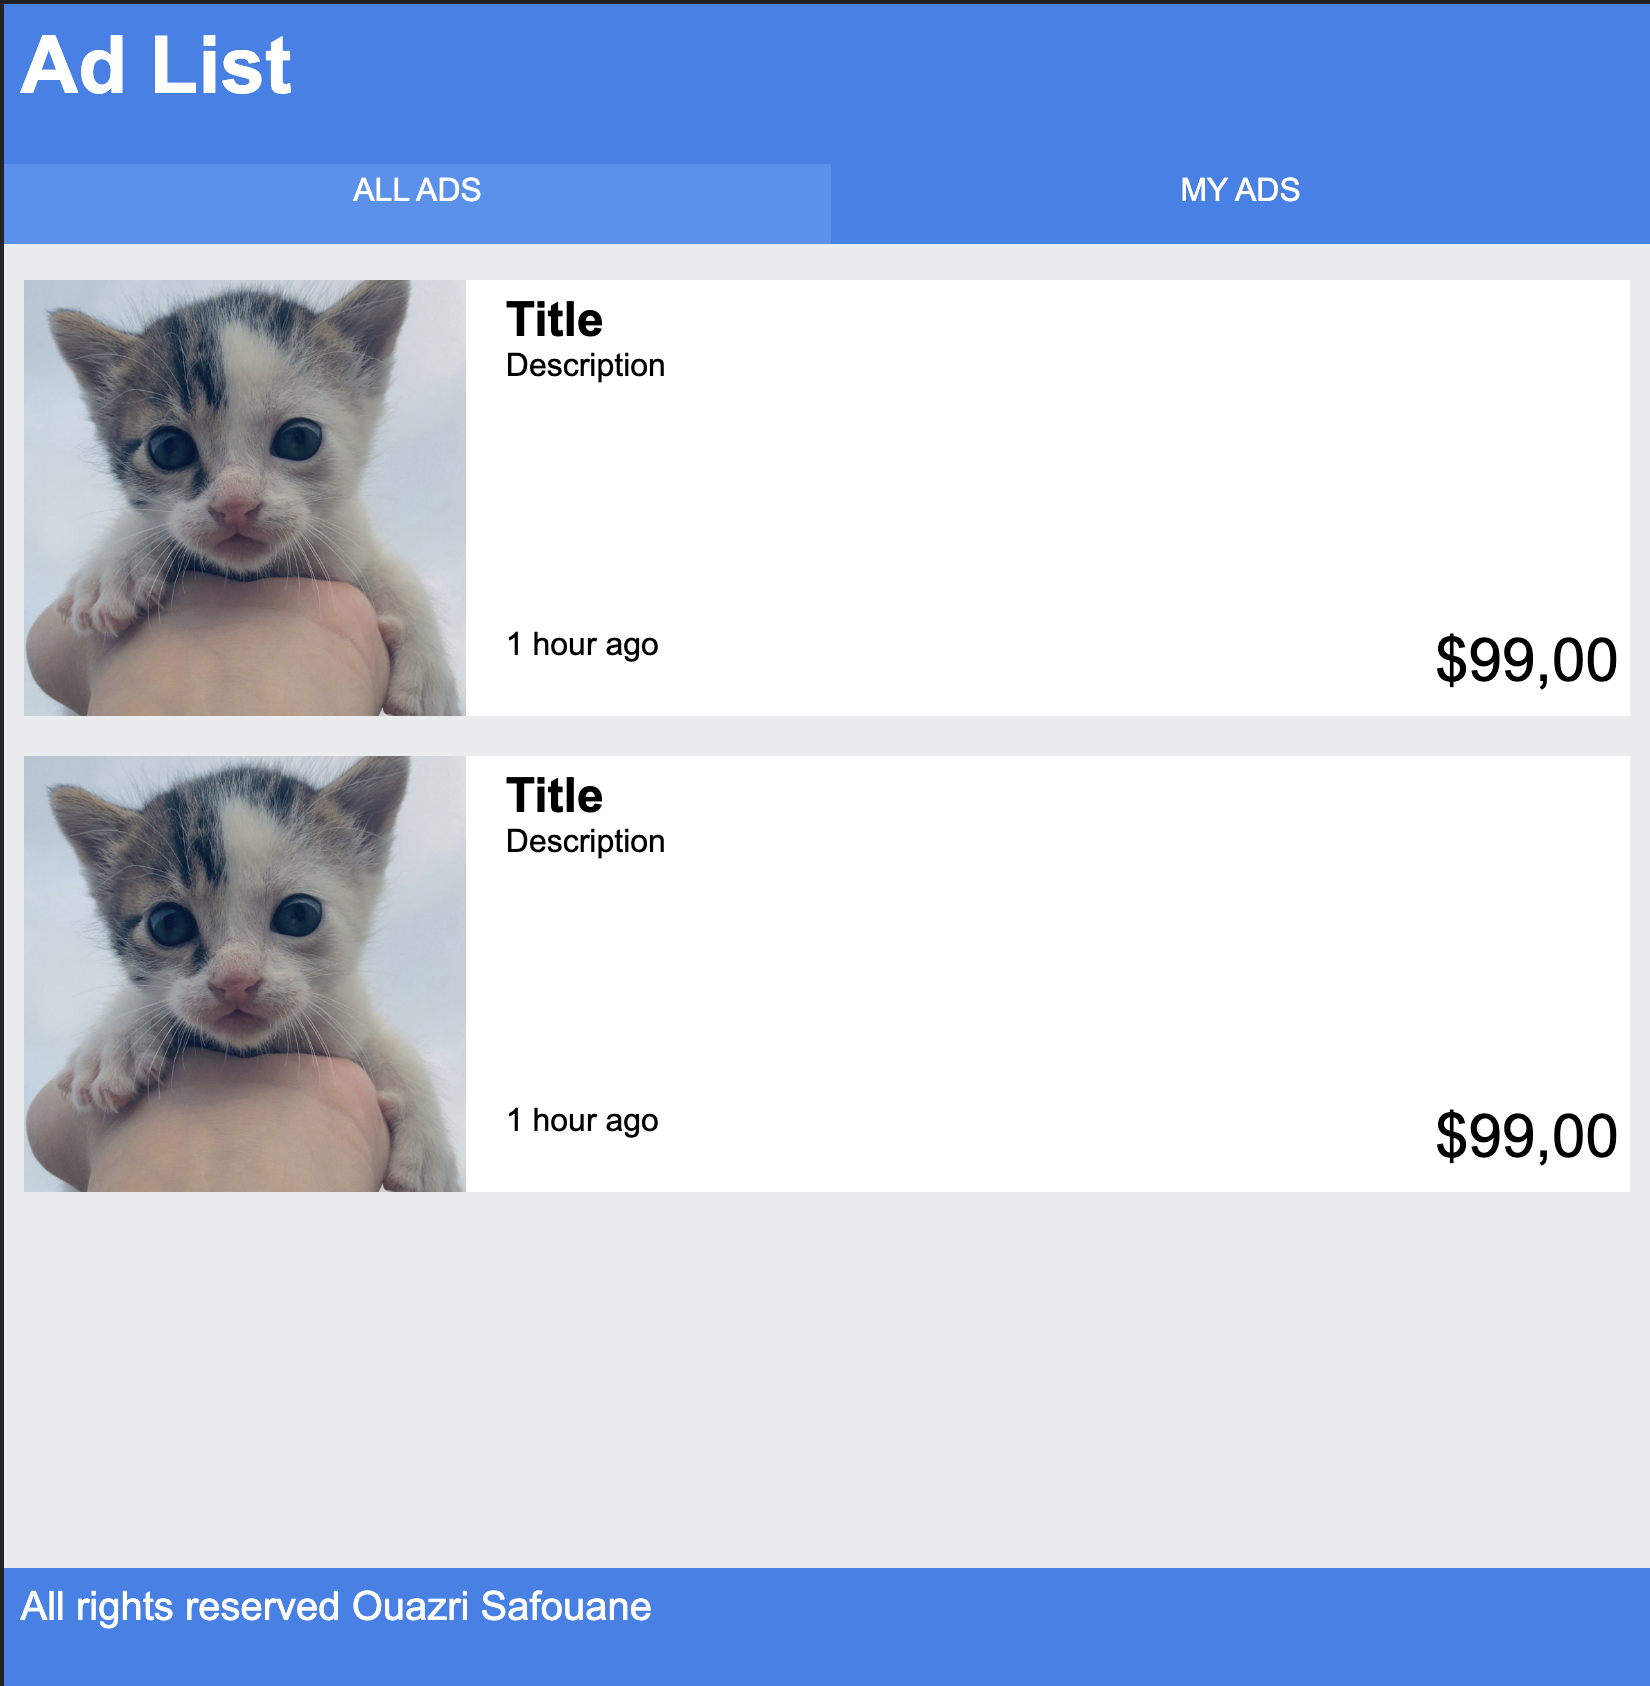 Ad List
ALL ADS
MY ADS
Title
Description
1 hour ago
$99,00
Title
Description
1 hour ago
$99,00
All rights reserved Ouazri Safouane